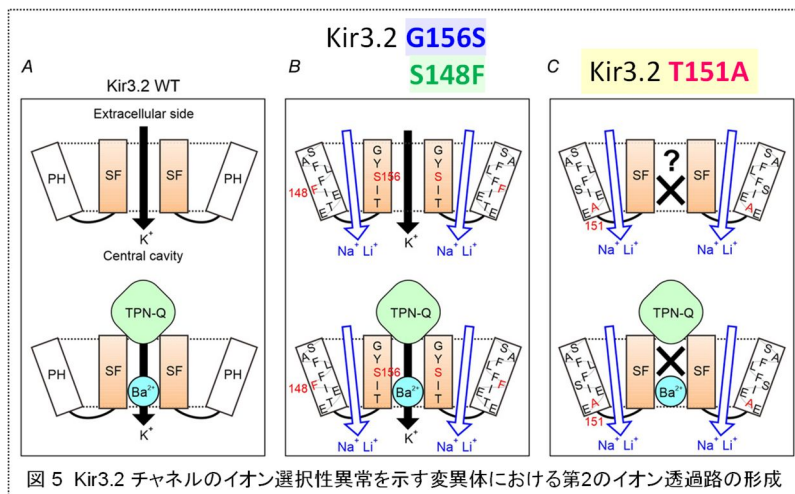 Kir3.2 G156S
S148F
Kir3.2 T151A
A
Kir3.2 WT
Extracellular side
PH
SF
SF
PH
K⁺
Central cavity
TPN-Q
PH
SF
SF
PH
Ba²⁺
K⁺
B
148
F
G
Y
S156
I
T
G
Y
S
I
T
F
Na⁺ Li⁺
K⁺
Na⁺ Li⁺
TPN-Q
148
F
G
Y
S156
I
T
G
Y
S
I
T
F
Ba²⁺
Na⁺ Li⁺
K⁺
Na⁺ Li⁺
C
?
SF
SF
A
A
151
Na⁺ Li⁺
Na⁺ Li⁺
TPN-Q
SF
SF
Ba²⁺
A
A
151
Na⁺ Li⁺
Na⁺ Li⁺
図 5 Kir3.2 チャネルのイオン選択性異常を示す変異体における第2のイオン透過路の形成